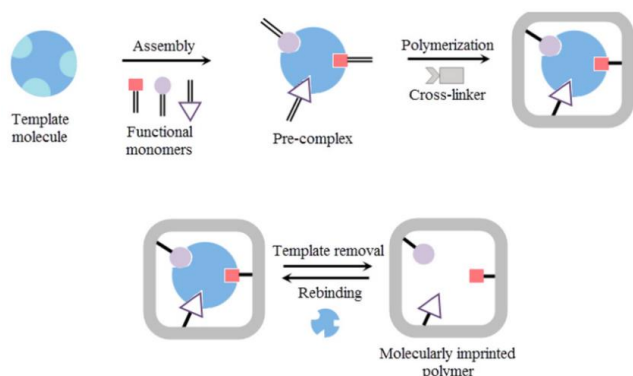 Assembly
Template
molecule
Functional
monomers
Pre-complex
Polymerization
Cross-linker
Template removal
Rebinding
Molecularly imprinted
polymer